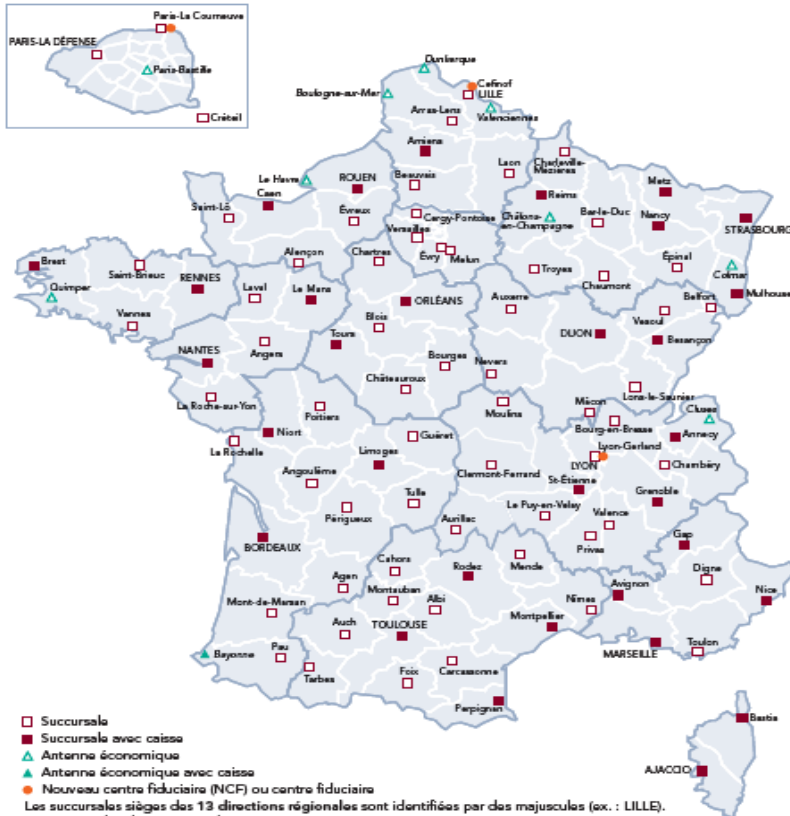 Paris-La Courneuve
PARIS-LA DÉFENSE
Paris-Bastille
Créteil
Dunkerque
Boulogne-sur-Mer
Cefinof
LILLE
Arras-Lens
Valenciennes
Amiens
Laon
Charleville-
Mézières
Le Havre
ROUEN
Beauvais
Caen
Reims
Metz
Saint-Lô
Évreux
Cergy-Pontoise
Versailles
Châlons-
en-Champagne
Bar-le-Duc
Nancy
STRASBOURG
Évry
Melun
Alençon
Chartres
Troyes
Chaumont
Épinal
Colmar
Brest
Saint-Brieuc
RENNES
Laval
Le Mans
ORLÉANS
Auxerre
Belfort
Mulhouse
Quimper
Vannes
Blois
Vesoul
Tours
DIJON
Besançon
NANTES
Angers
Bourges
Nevers
Châteauroux
Lons-le-Saunier
La Roche-sur-Yon
Poitiers
Moulins
Mâcon
Cluses
Bourg-en-Bresse
Niort
Guéret
Lyon-Gerland
Annecy
La Rochelle
Limoges
LYON
Chambéry
Clermont-Ferrand
St-Étienne
Angoulême
Tulle
Grenoble
Périgueux
Le Puy-en-Velay
Valence
Aurillac
Privas
Gap
BORDEAUX
Cahors
Rodez
Mende
Digne
Agen
Montauban
Avignon
Nice
Mont-de-Marsan
Albi
Nîmes
Auch
TOULOUSE
Montpellier
Bayonne
Pau
MARSEILLE
Toulon
Tarbes
Foix
Carcassonne
Perpignan
Bastia
AJACCIO
Succursale
Succursale avec caisse
Antenne économique
Antenne économique avec caisse
Nouveau centre fiduciaire (NCF) ou centre fiduciaire
Les succursales sièges des 13 directions régionales sont identifiées par des majuscules (ex. : LILLE).